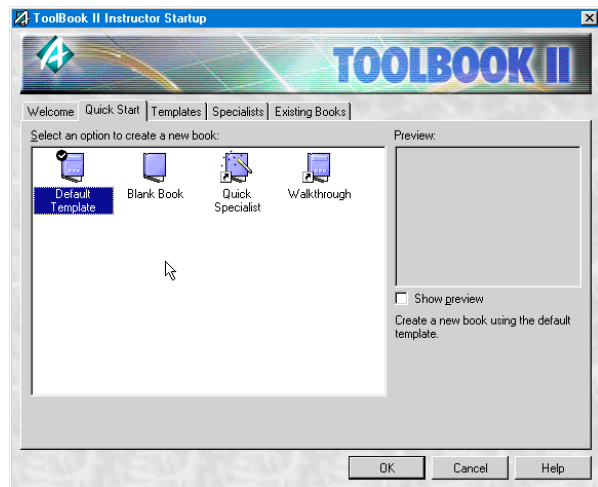 ToolBook II Instructor Startup
TOOLBOOK II
Welcome Quick Start Templates Specialists Existing Books
Select an option to create a new book:
Preview:
Default Template
Blank Book
Quick Specialist
Walkthrough
Show preview
Create a new book using the default
template.
OK Cancel Help